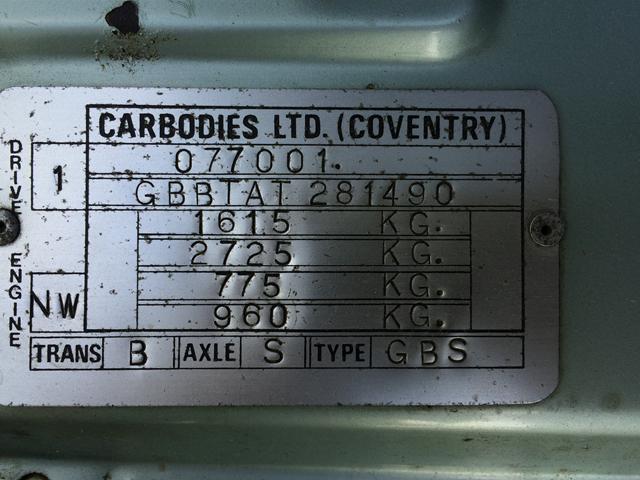 CARBODIES LTD. (COVENTRY)
DRIVE 1 077001.
GBBTAT 281490
1615 KG.
2725 KG.
775 KG.
ENGINE NW 960 KG.
TRANS B AXLE S TYPE GBS